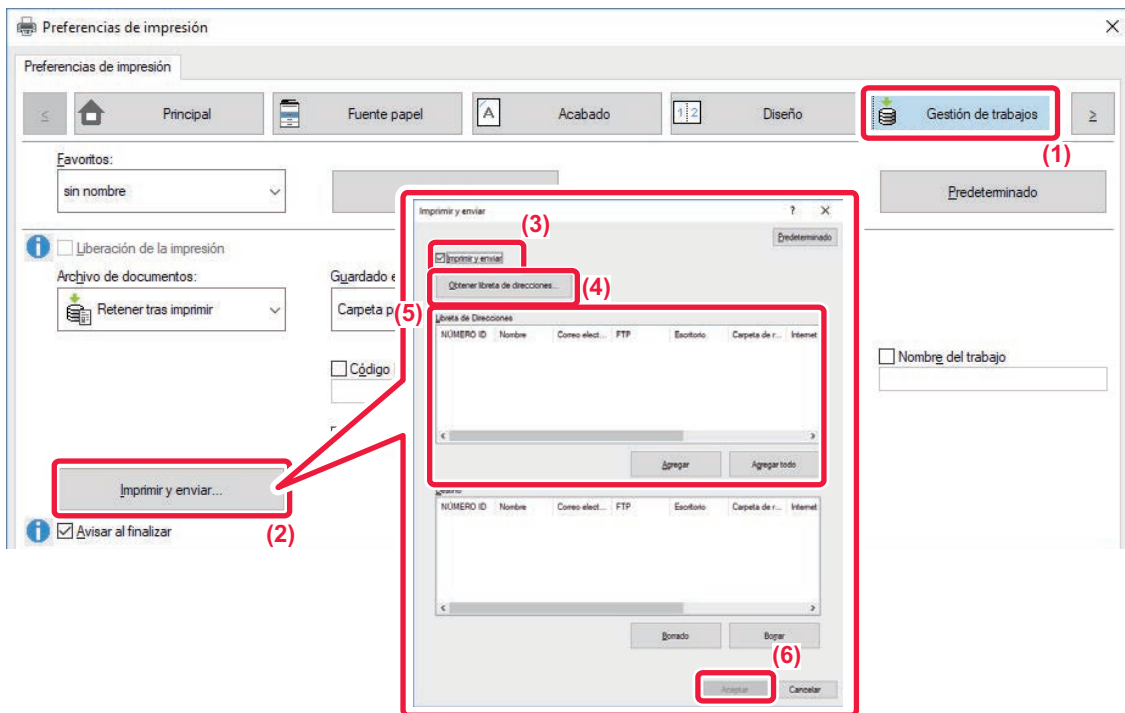 Preferencias de impresión
Preferencias de impresión
≤ Principal Fuente papel A Acabado 1 2 Diseño Gestión de trabajos ≥
(1)
Favoritos:
sin nombre
Predeterminado
Liberación de la impresión
Archivo de documentos:
Retener tras imprimir
Guardado e
Carpeta p
Código
Nombre del trabajo
Imprimir y enviar...
(2)
Avisar al finalizar
Imprimir y enviar ? X
Predeterminado
(3)
Imprimir y enviar
Obtener libreta de direcciones...
(4)
(5)
Libreta de Direcciones
NÚMERO ID Nombre Correo elect... FTP Escritorio Carpeta de r... Internet
Agregar Agregar todo
NÚMERO ID Nombre Correo elect... FTP Escritorio Carpeta de r... Internet
Borrado Borrar
(6)
Aceptar Cancelar